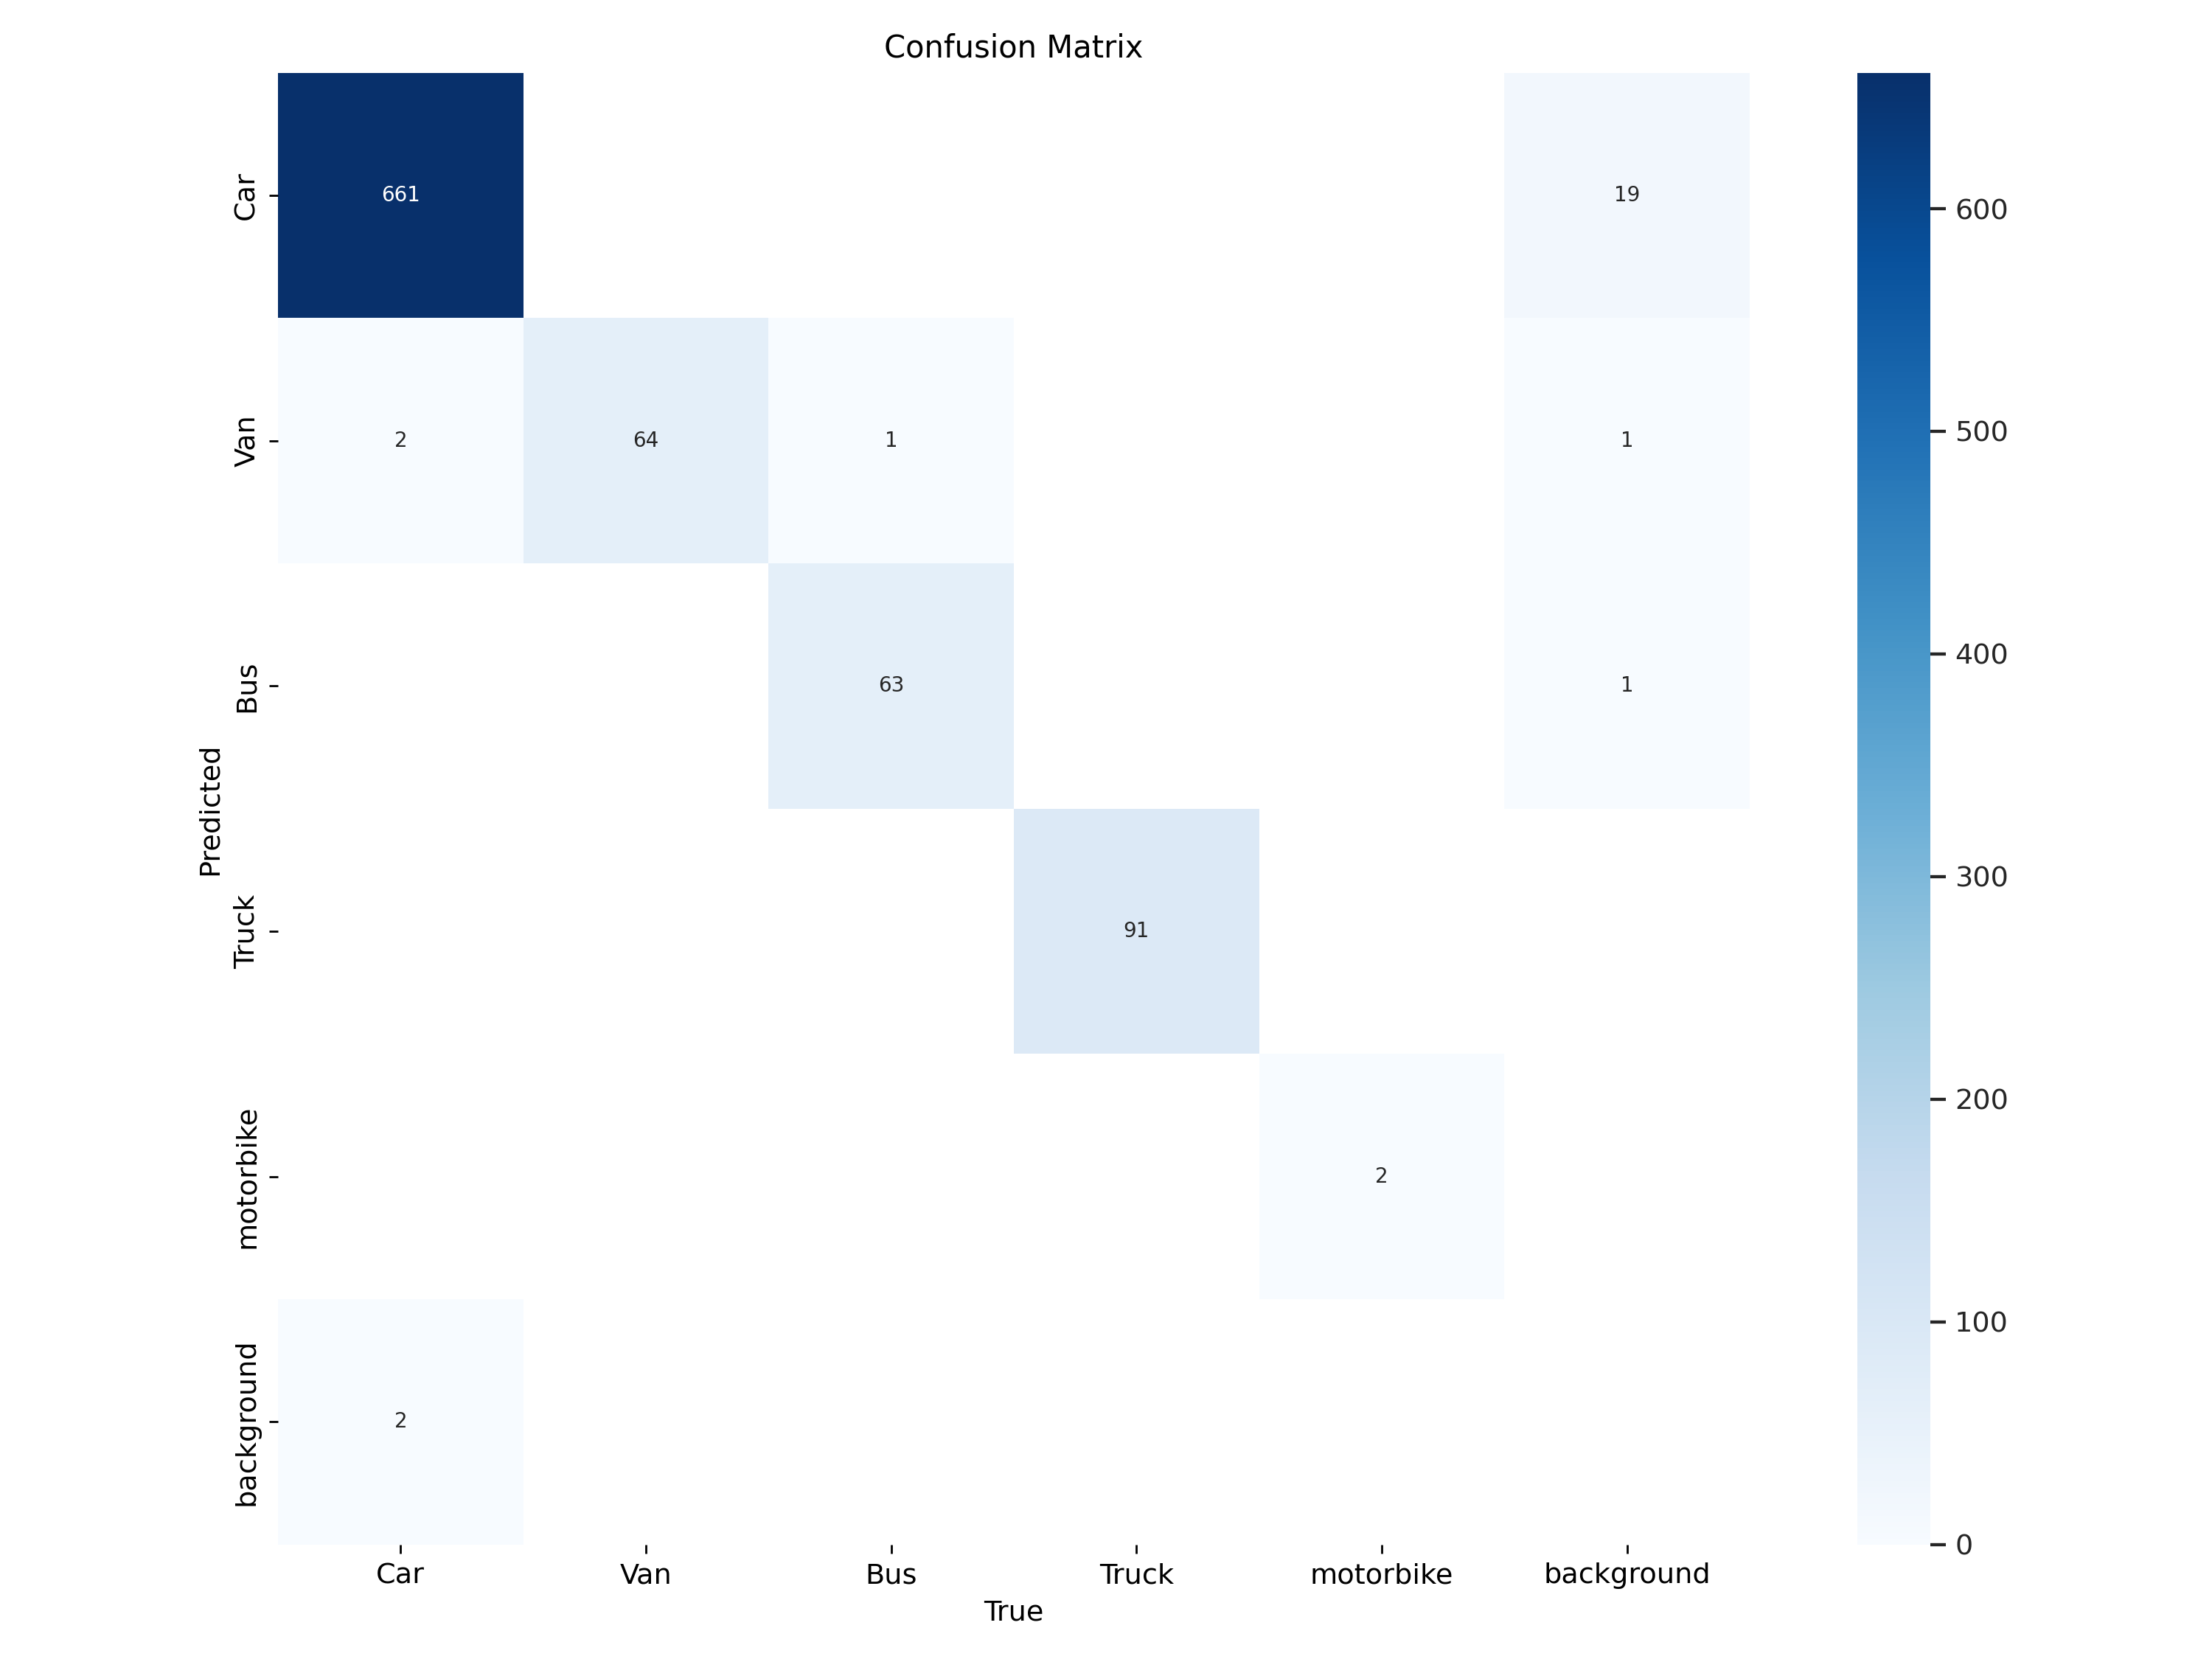 Confusion Matrix
Car
661
19
600
500
Van
2
64
1
1
Bus
63
1
400
Predicted
Truck
91
300
motorbike
2
200
background
2
100
0
Car
Van
Bus
Truck
motorbike
background
True